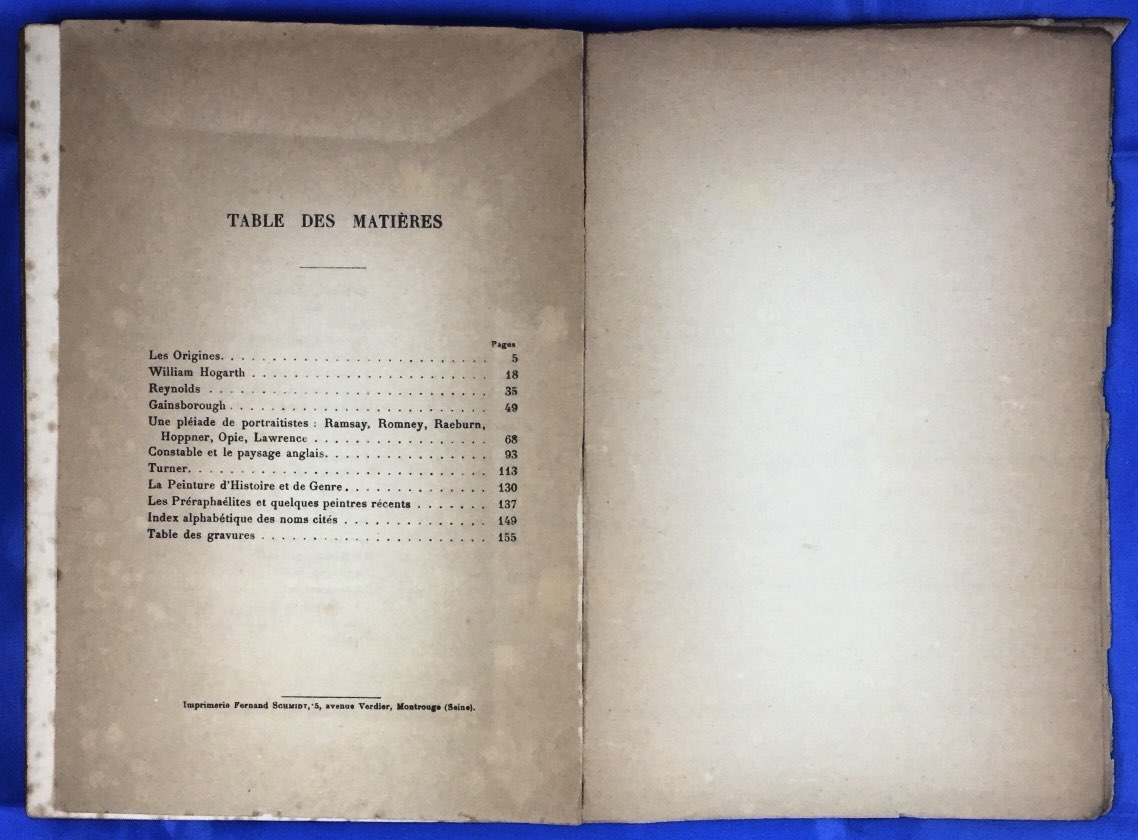 TABLE DES MATIÈRES
Pages
Les Origines. . . . . . . . . . . . . . . . . . . . . . . . . . . 5
William Hogarth . . . . . . . . . . . . . . . . . . . . . . . . 18
Reynolds . . . . . . . . . . . . . . . . . . . . . . . . . . . . 35
Gainsborough . . . . . . . . . . . . . . . . . . . . . . . . . . 49
Une pléiade de portraitistes : Ramsay, Romney, Raeburn,
Hoppner, Opie, Lawrence . . . . . . . . . . . . . . . . . 68
Constable et le paysage anglais. . . . . . . . . . . . . . . . 93
Turner. . . . . . . . . . . . . . . . . . . . . . . . . . . . . 113
La Peinture d'Histoire et de Genre . . . . . . . . . . . . . . 130
Les Préraphaélites et quelques peintres récents . . . . . . . 137
Index alphabétique des noms cités . . . . . . . . . . . . . . 149
Table des gravures . . . . . . . . . . . . . . . . . . . . . . 155
Imprimerie Fernand SCHMIDT, 5, avenue Verdier, Montrouge (Seine).